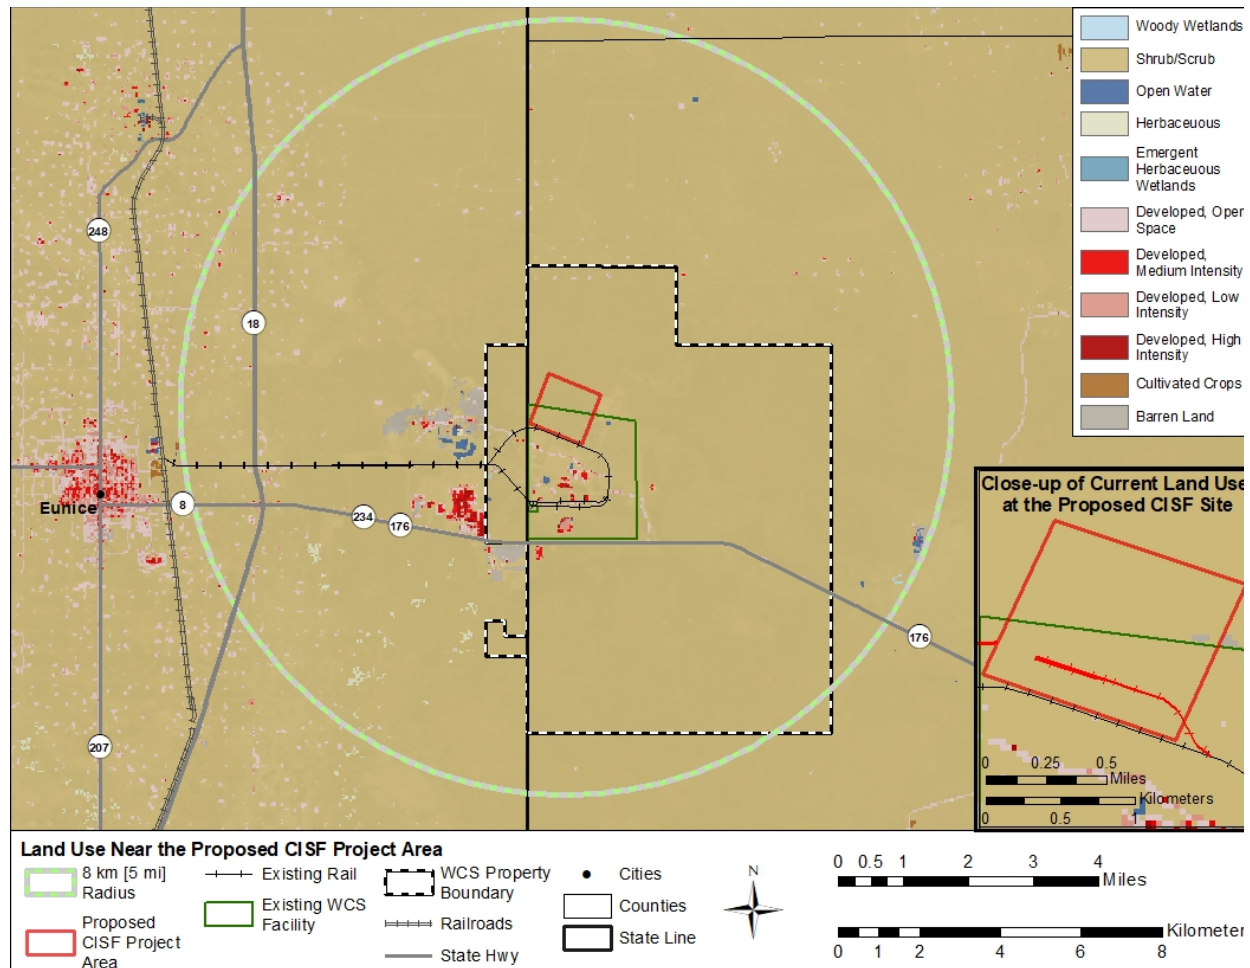 Woody Wetlands
Shrub/Scrub
Open Water
Herbaceuous
Emergent
Herbaceuous
Wetlands
Developed, Open
Space
Developed,
Medium Intensity
Developed, Low
Intensity
Developed, High
Intensity
Cultivated Crops
Barren Land
248
18
Eunice
8
234
176
176
207
Close-up of Current Land Use
at the Proposed CISF Site
0 0.25 0.5
Miles
Kilometers
0 0.5 1
Land Use Near the Proposed CISF Project Area
8 km [5 mi]
Radius
Proposed
CISF Project
Area
Existing Rail
Existing WCS
Facility
WCS Property
Boundary
Railroads
State Hwy
Cities
Counties
State Line
N
0 0.5 1 2 3 4
Miles
Kilometer
0 1 2 4 6 8